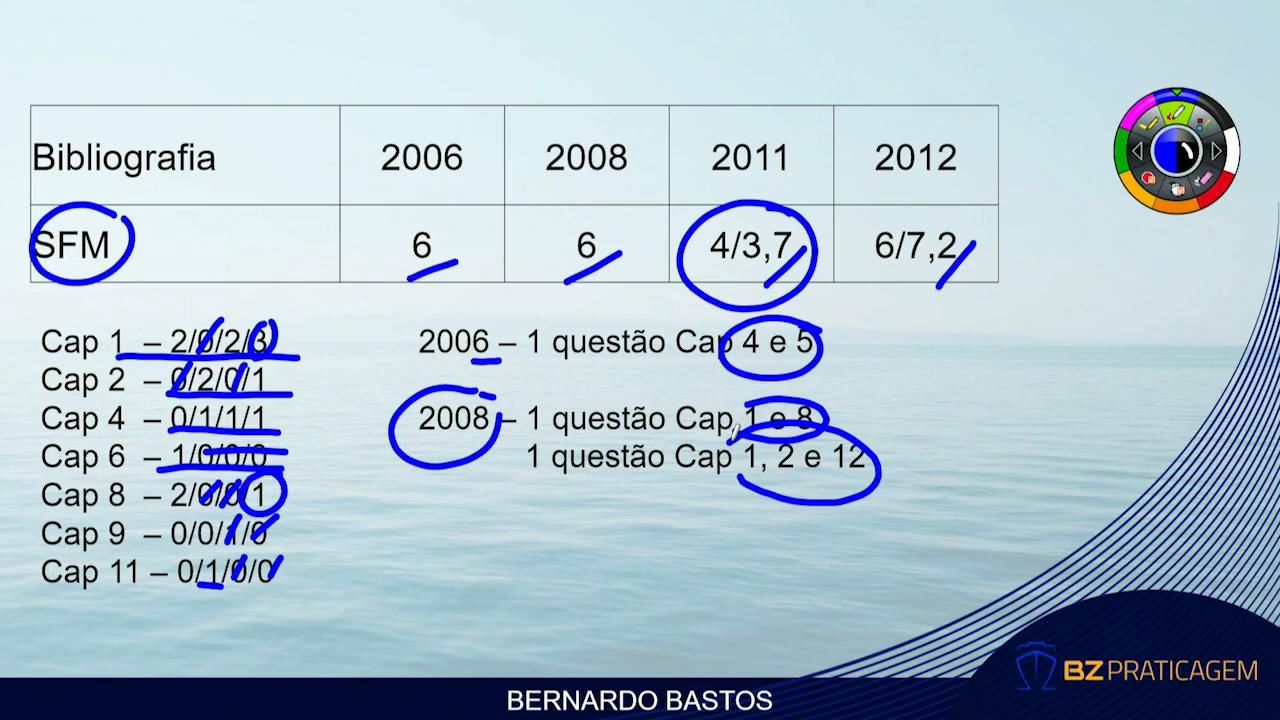 Bibliografia 2006 2008 2011 2012
SFM 6 6 4/3,7 6/7,2
Cap 1 – 2/0/2/3
Cap 2 – 0/2/0/1
Cap 4 – 0/1/1/1
Cap 6 – 1/0/0/0
Cap 8 – 2/0/0/1
Cap 9 – 0/0/1/0
Cap 11 – 0/1/0/0
2006 – 1 questão Cap 4 e 5
2008 – 1 questão Cap 1 e 8
1 questão Cap 1, 2 e 12
BZPRATICAGEM
BERNARDO BASTOS